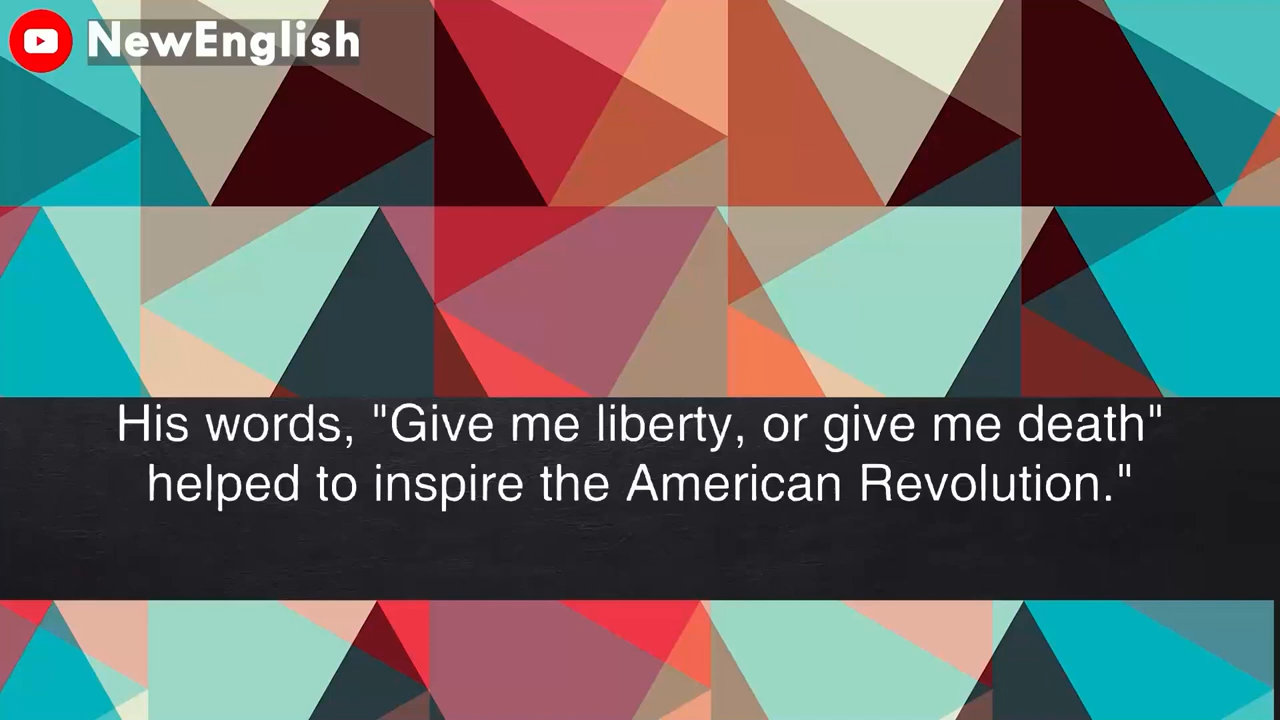 NewEnglish
His words, "Give me liberty, or give me death"
helped to inspire the American Revolution."